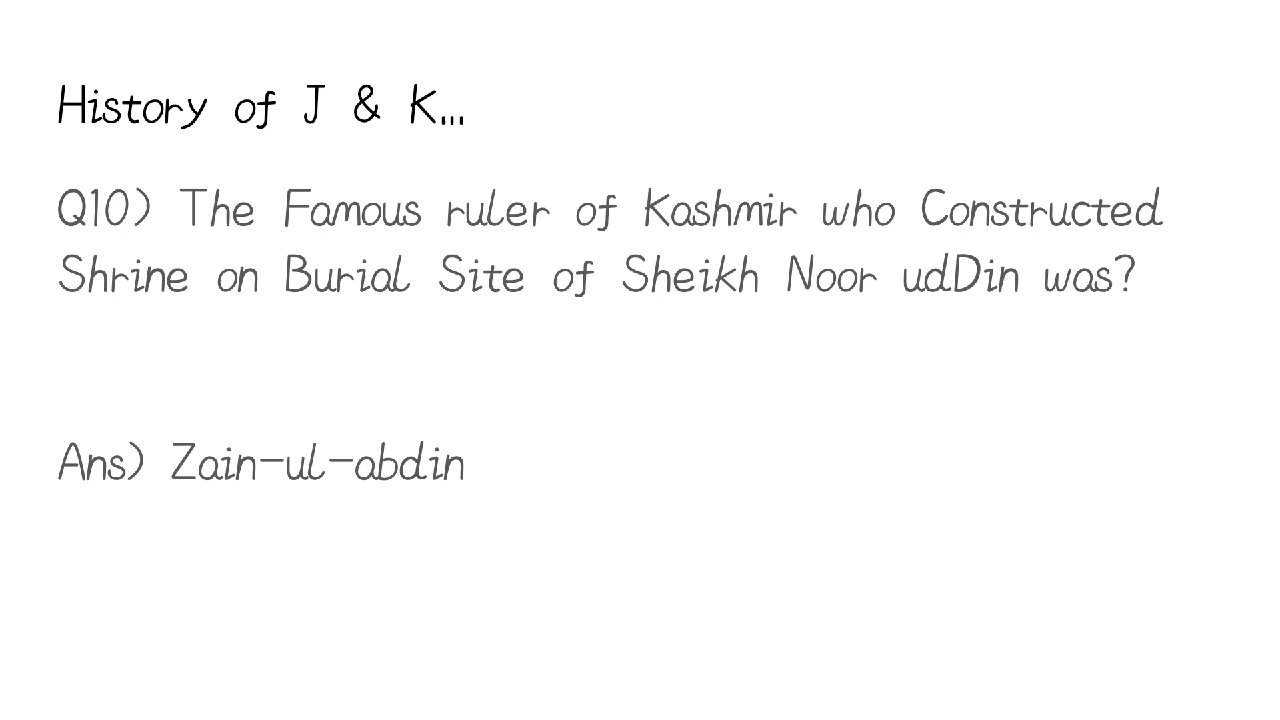 History of J & K...
Q10) The Famous ruler of Kashmir who Constructed
Shrine on Burial Site of Sheikh Noor udDin was?
Ans) Zain-ul-abdin